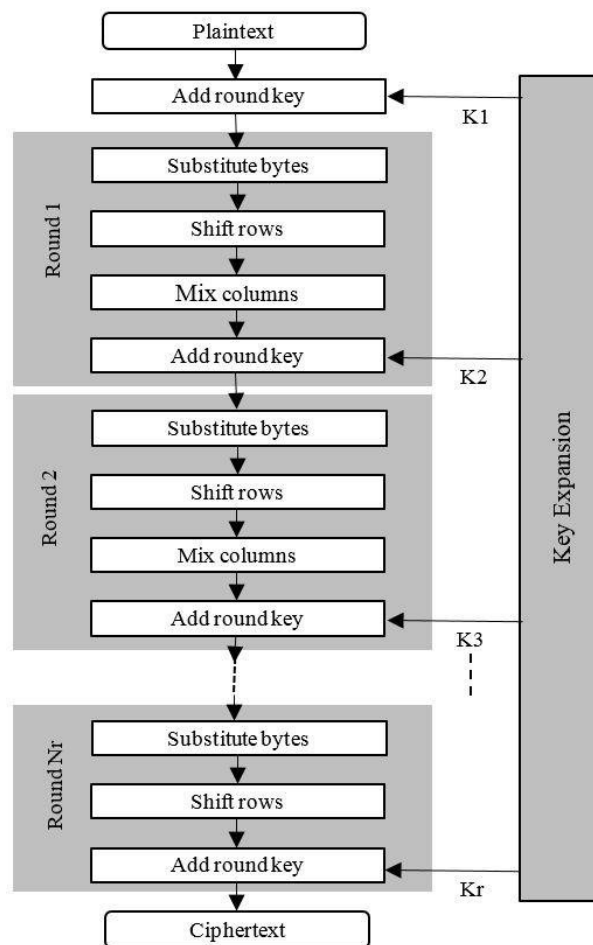 Plaintext
Add round key
K1
Round 1
Substitute bytes
Shift rows
Mix columns
Add round key
K2
Round 2
Substitute bytes
Shift rows
Mix columns
Add round key
K3
Round Nr
Substitute bytes
Shift rows
Add round key
Kr
Ciphertext
Key Expansion